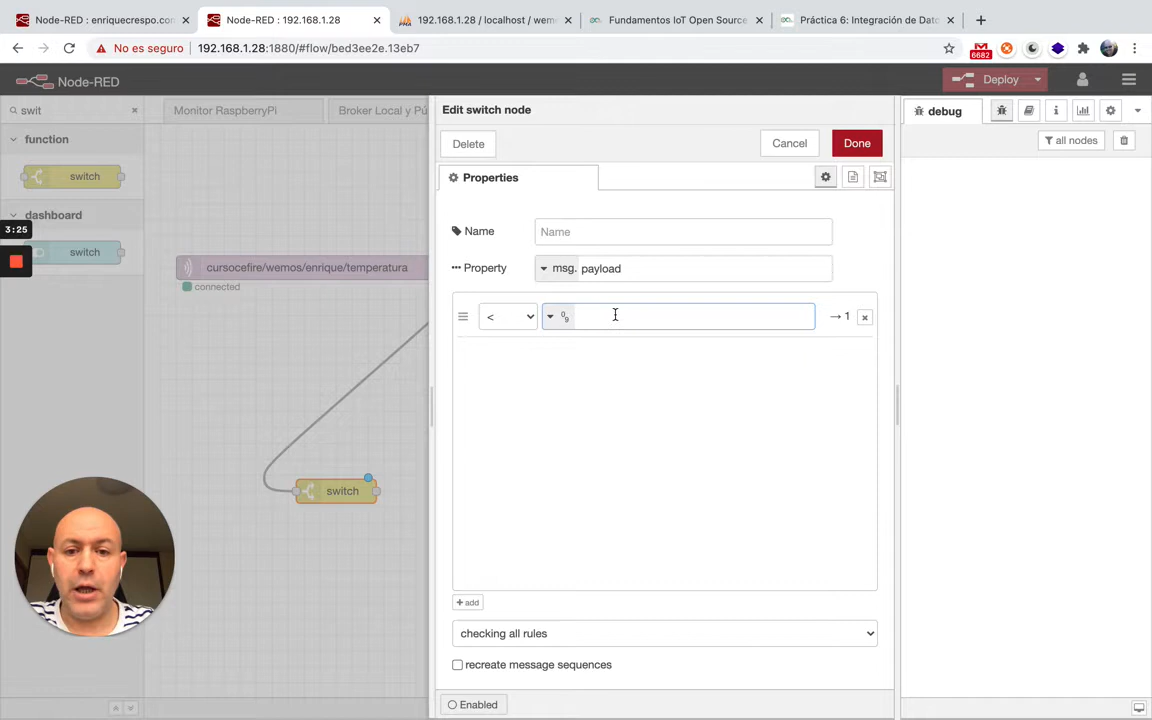 Node-RED : enriquecrespo.con
Node-RED : 192.168.1.28
192.168.1.28 / localhost / wem
Fundamentos IoT Open Source
Práctica 6: Integración de Dato
No es seguro
192.168.1.28:1880/#flow/bed3ee2e.13eb7
6682
Node-RED
Deploy
swit
Monitor RaspberryPi
Broker Local y Pú
Edit switch node
debug
function
Delete
Cancel
Done
all nodes
switch
Properties
dashboard
3:25
Name
Name
switch
cursocefire/wemos/enrique/temperatura
Property
msg. payload
connected
<
→ 1
switch
add
checking all rules
recreate message sequences
Enabled